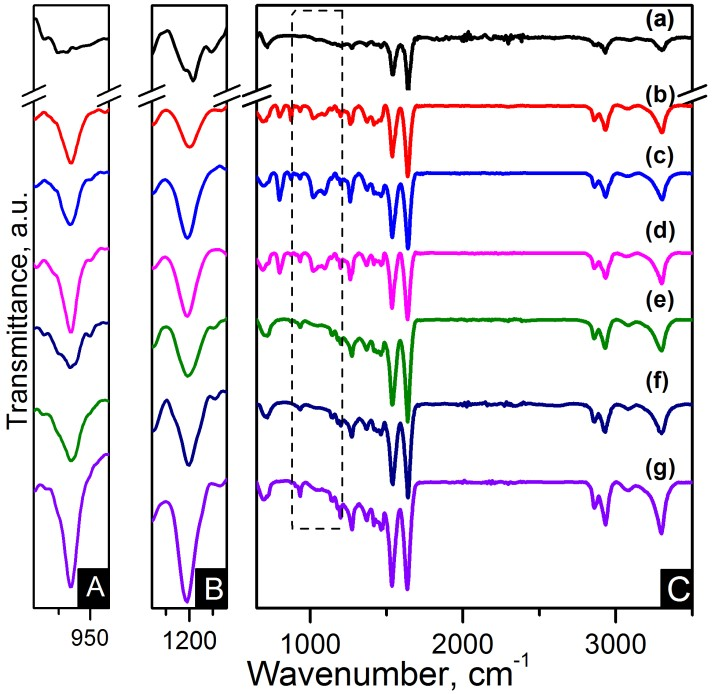 (a)
(b)
(c)
(d)
(e)
(f)
(g)
Transmittance, a.u.
A
B
C
950
1200
1000
2000
3000
Wavenumber, cm-1